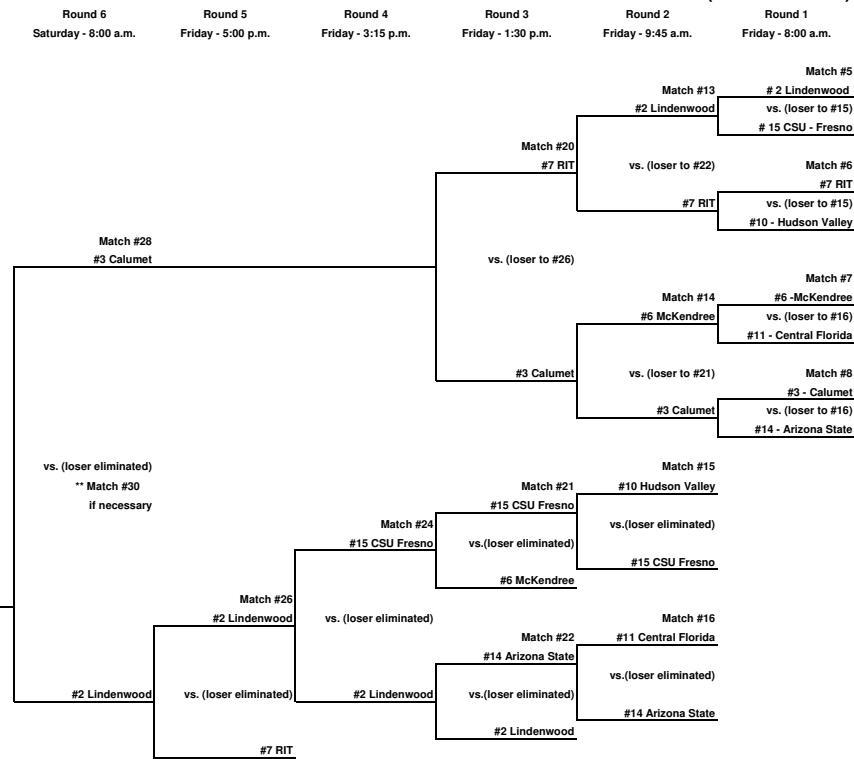 Round 6 Round 5 Round 4 Round 3 Round 2 Round 1
Saturday - 8:00 a.m. Friday - 5:00 p.m. Friday - 3:15 p.m. Friday - 1:30 p.m. Friday - 9:45 a.m. Friday - 8:00 a.m.
Match #5
Match #13 # 2 Lindenwood
#2 Lindenwood vs. (loser to #15)
# 15 CSU - Fresno
Match #20
#7 RIT vs. (loser to #22) Match #6
#7 RIT
#7 RIT vs. (loser to #15)
#10 - Hudson Valley
Match #28
#3 Calumet vs. (loser to #26)
Match #7
Match #14 #6 -McKendree
#6 McKendree vs. (loser to #16)
#11 - Central Florida
#3 Calumet vs. (loser to #21) Match #8
#3 - Calumet
#3 Calumet vs. (loser to #16)
#14 - Arizona State
vs. (loser eliminated) Match #15
** Match #30 Match #21 #10 Hudson Valley
if necessary #15 CSU Fresno
Match #24 vs.(loser eliminated)
#15 CSU Fresno vs.(loser eliminated)
#15 CSU Fresno
#6 McKendree
Match #26
#2 Lindenwood vs. (loser eliminated) Match #16
Match #22 #11 Central Florida
#14 Arizona State
vs.(loser eliminated)
#2 Lindenwood vs. (loser eliminated) #2 Lindenwood vs.(loser eliminated)
#14 Arizona State
#2 Lindenwood
#7 RIT